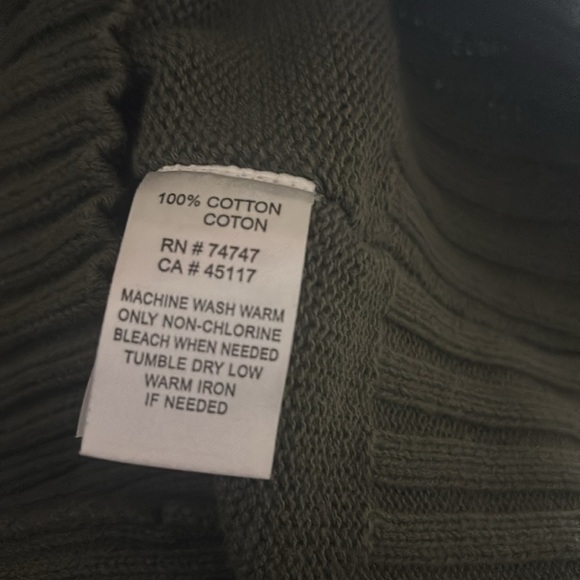 100% COTTON
COTON
RN # 74747
CA # 45117
MACHINE WASH WARM
ONLY NON-CHLORINE
BLEACH WHEN NEEDED
TUMBLE DRY LOW
WARM IRON
IF NEEDED